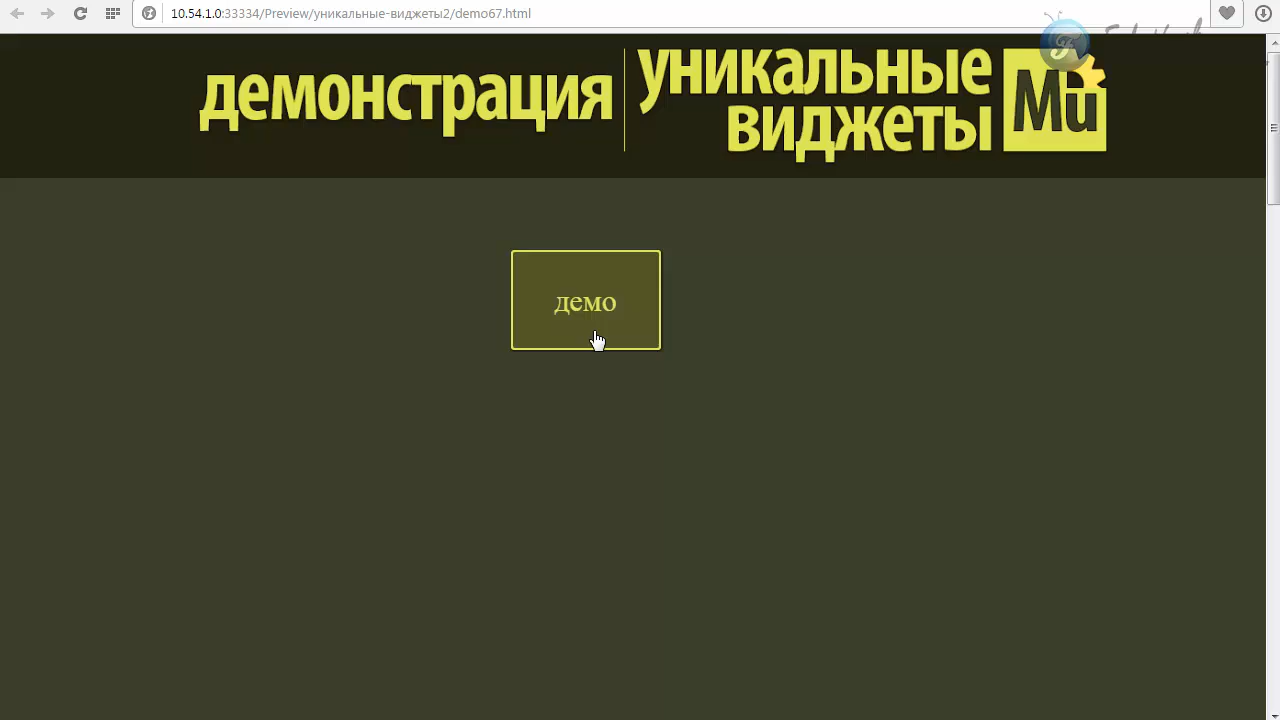 10.54.1.0:33334/Preview/уникальные-виджеты2/demo67.html
демонстрация
уникальные
виджеты
Mu
демо